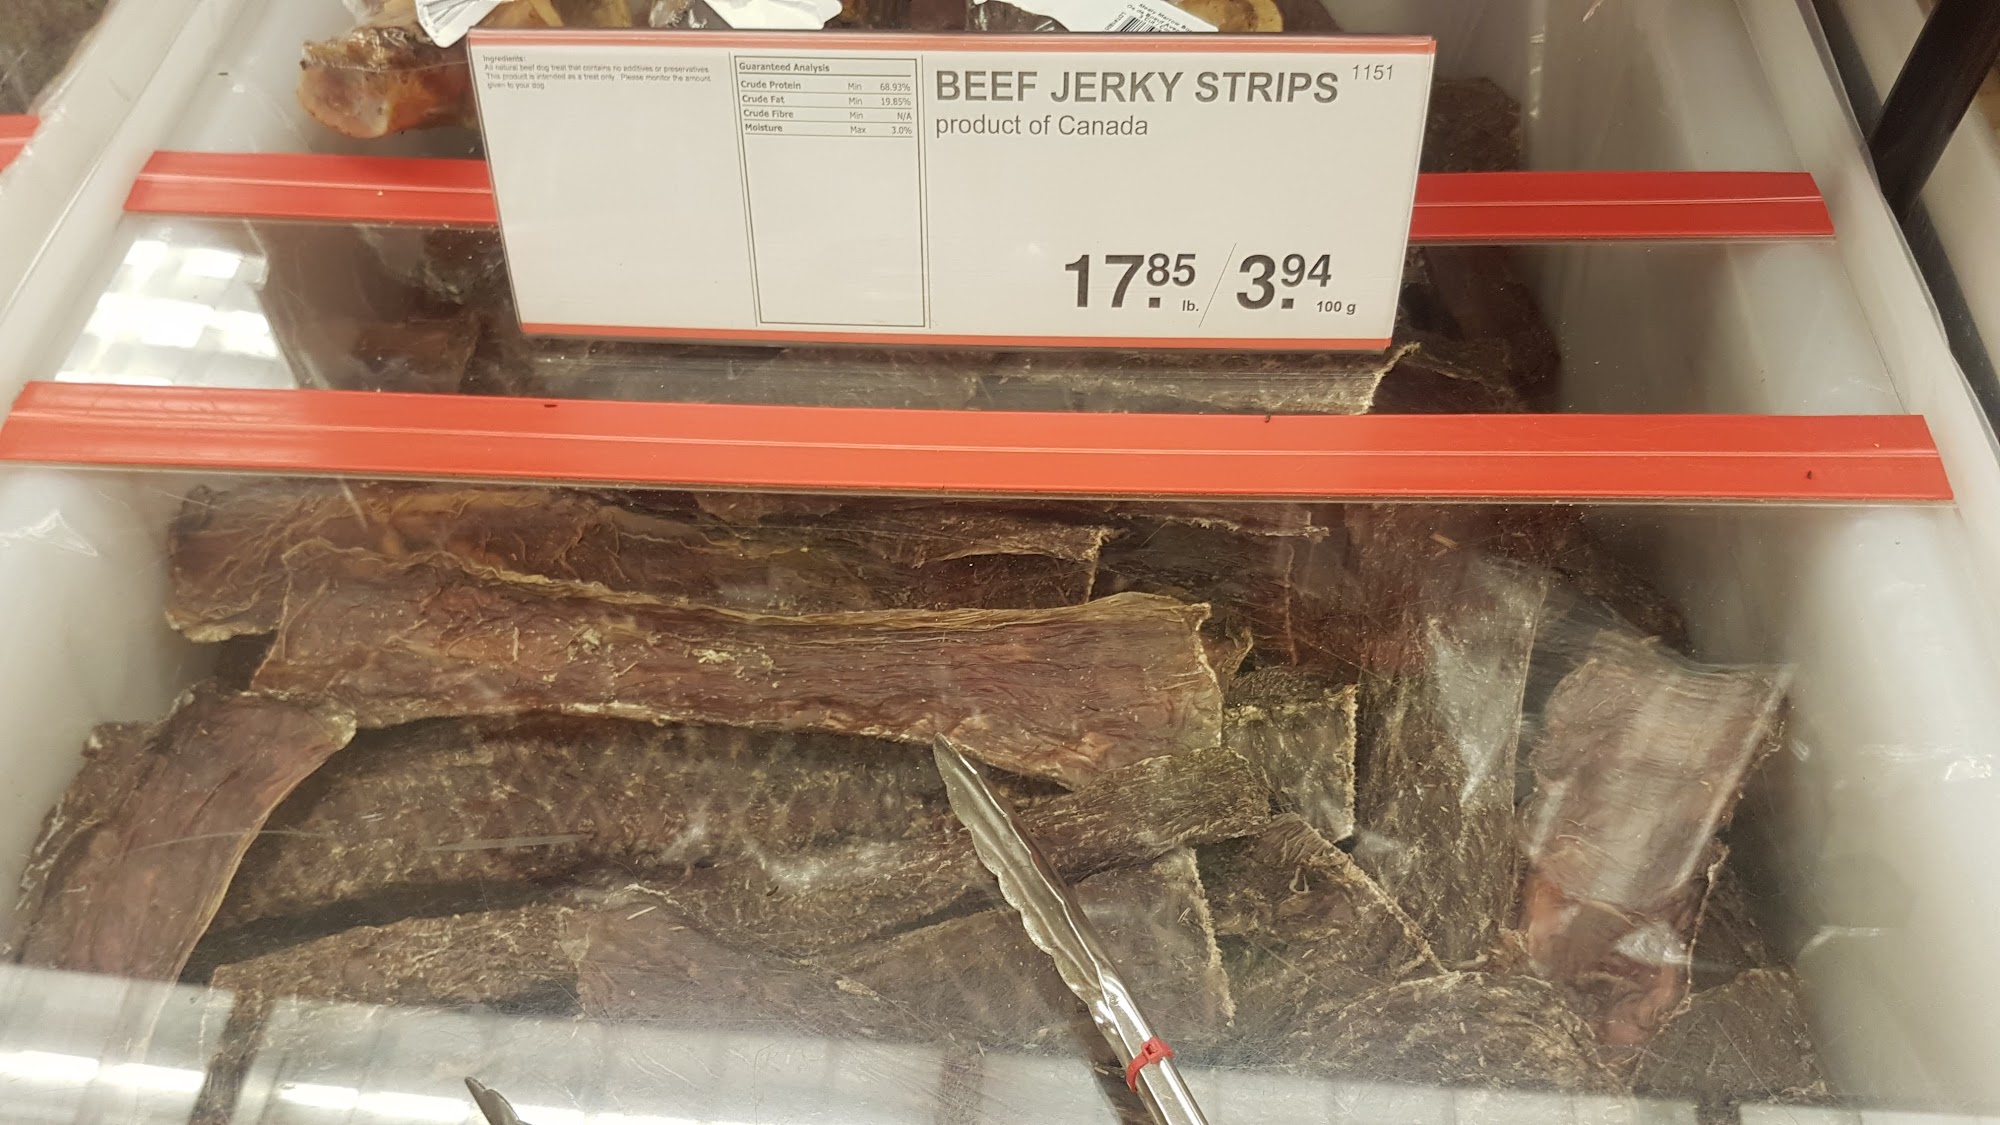 Ingredients:
All natural beef dog treat that contains no additives or preservatives.
This product is intended as a treat only. Please monitor the amount
given to your dog
Guaranteed Analysis
Crude Protein Min 68.93%
Crude Fat Min 19.85%
Crude Fibre Min N/A
Moisture Max 3.0%
BEEF JERKY STRIPS 1151
product of Canada
17.85 lb. / 3.94 100 g